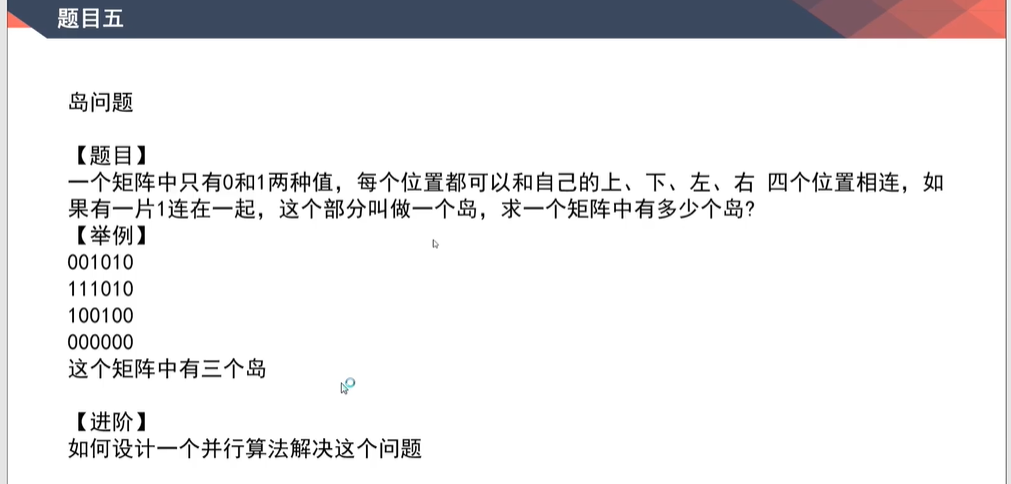 题目五
岛问题
【题目】
一个矩阵中只有0和1两种值，每个位置都可以和自己的上、下、左、右 四个位置相连，如
果有一片1连在一起，这个部分叫做一个岛，求一个矩阵中有多少个岛?
【举例】
001010
111010
100100
000000
这个矩阵中有三个岛
【进阶】
如何设计一个并行算法解决这个问题